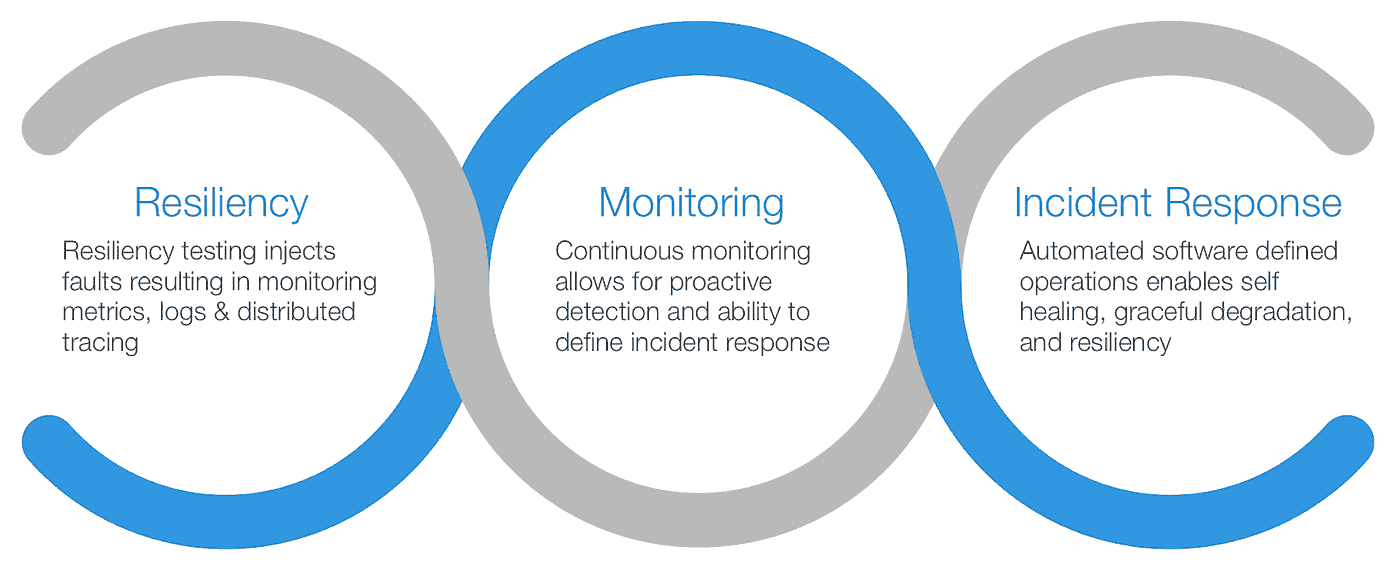 Resiliency
Resiliency testing injects
faults resulting in monitoring
metrics, logs & distributed
tracing
Monitoring
Continuous monitoring
allows for proactive
detection and ability to
define incident response
Incident Response
Automated software defined
operations enables self
healing, graceful degradation,
and resiliency